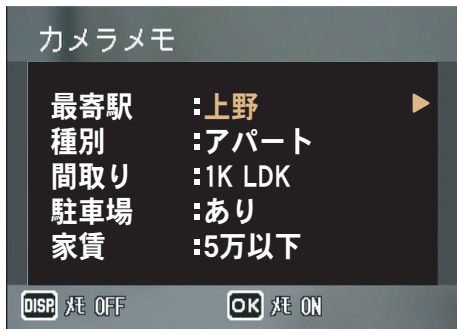 カメラメモ
最寄駅 :上野
種別 :アパート
間取り :1K LDK
駐車場 :あり
家賃 :5万以下
DISP. メモ OFF OK メモ ON